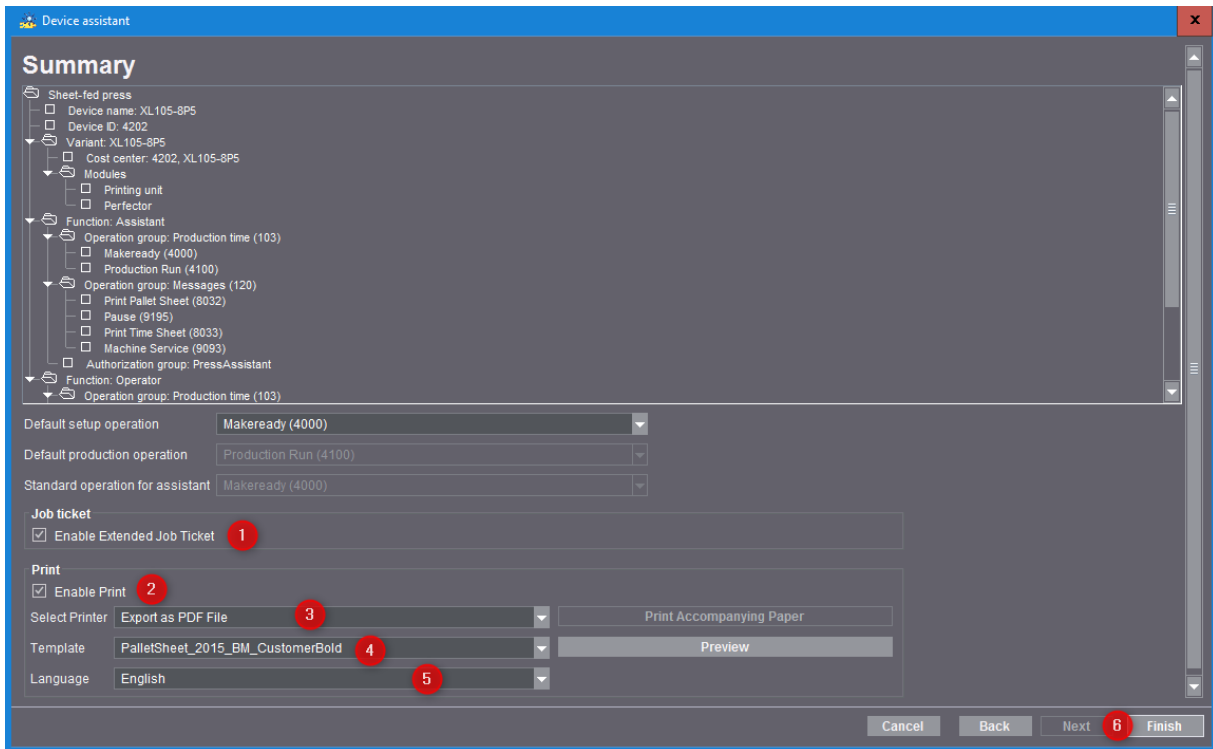 Device assistant
x
Summary
Sheet-fed press
Device name: XL105-8P5
Device ID: 4202
Variant: XL105-8P5
Cost center: 4202, XL105-8P5
Modules
Printing unit
Perfector
Function: Assistant
Operation group: Production time (103)
Makeready (4000)
Production Run (4100)
Operation group: Messages (120)
Print Pallet Sheet (8032)
Pause (9195)
Print Time Sheet (8033)
Machine Service (9093)
Authorization group: PressAssistant
Function: Operator
Operation group: Production time (103)
Default setup operation Makeready (4000)
Default production operation Production Run (4100)
Standard operation for assistant Makeready (4000)
Job ticket
Enable Extended Job Ticket 1
Print
Enable Print 2
Select Printer Export as PDF File 3 Print Accompanying Paper
Template PalletSheet_2015_BM_CustomerBold 4 Preview
Language English 5
Cancel Back Next 6 Finish